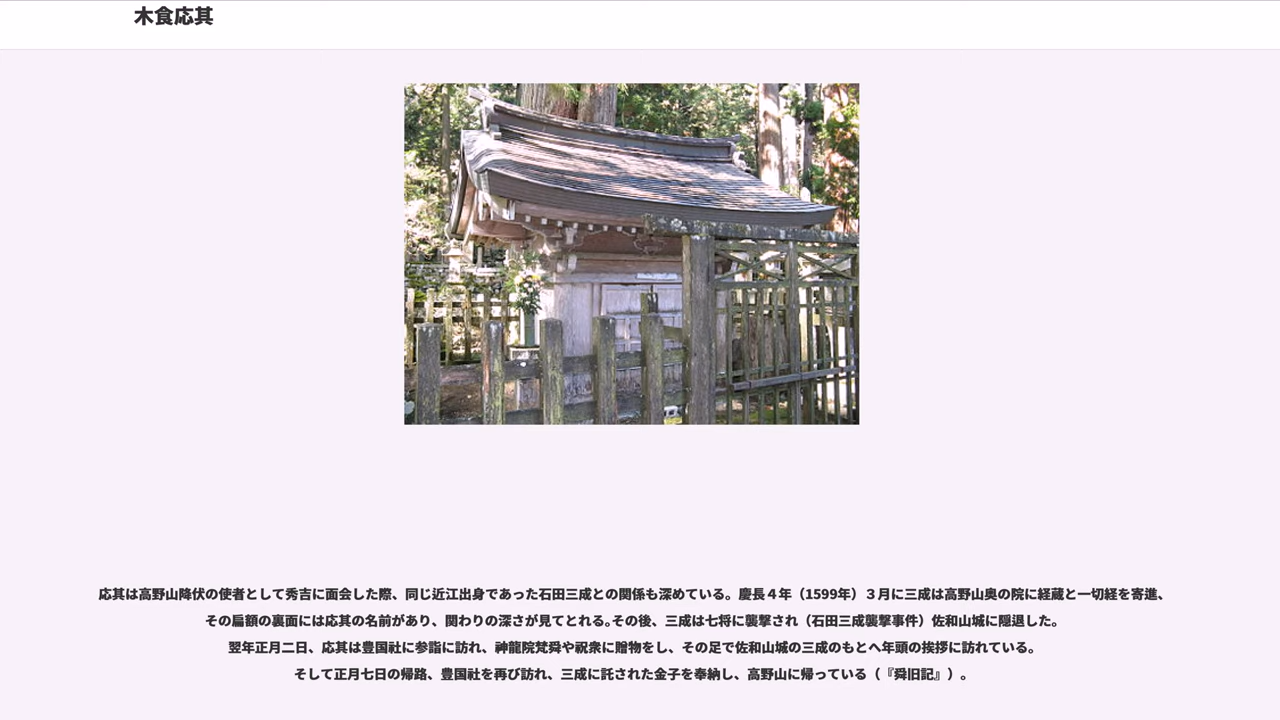 木食応其
応其は高野山降伏の使者として秀吉に面会した際、同じ近江出身であった石田三成との関係も深めている。慶長４年（1599年）３月に三成は高野山奥の院に経蔵と一切経を寄進、
その扁額の裏面には応其の名前があり、関わりの深さが見てとれる｡その後、三成は七将に襲撃され（石田三成襲撃事件）佐和山城に隠退した。
翌年正月二日、応其は豊国社に参詣に訪れ、神龍院梵舜や祝衆に贈物をし、その足で佐和山城の三成のもとへ年頭の挨拶に訪れている。
そして正月七日の帰路、豊国社を再び訪れ、三成に託された金子を奉納し、高野山に帰っている（『舜旧記』）。